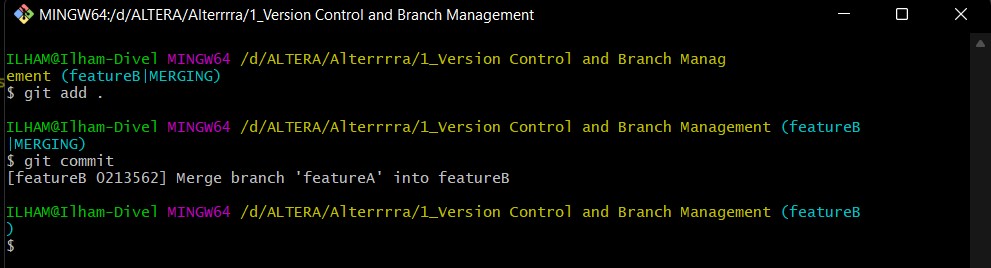 MINGW64:/d/ALTERA/Alterrrra/1_Version Control and Branch Management
ILHAM@Ilham-Divel MINGW64 /d/ALTERA/Alterrrra/1_Version Control and Branch Manag
ement (featureB|MERGING)
$ git add .
ILHAM@Ilham-Divel MINGW64 /d/ALTERA/Alterrrra/1_Version Control and Branch Management (featureB
|MERGING)
$ git commit
[featureB 0213562] Merge branch 'featureA' into featureB
ILHAM@Ilham-Divel MINGW64 /d/ALTERA/Alterrrra/1_Version Control and Branch Management (featureB
)
$